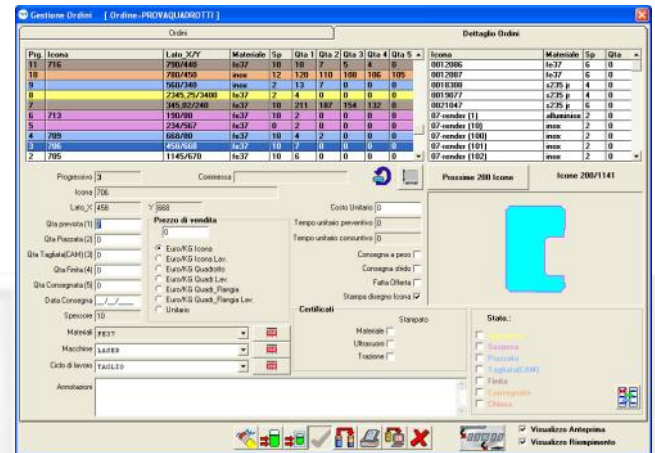 Gestione Ordini [ Ordine=PROVAQUADROTTI ]
Ordini Dettaglio Ordini
Prg. Icona Lato_X/Y Materiale Sp Qta 1 Qta 2 Qta 3 Qta 4 Qta 5
11 716 790/440 fe37 10 10 7 5 4 0
10 780/450 inox 12 120 110 108 106 105
9 560/340 inox 2 13 7 0 0 0
8 2345,25/3400 fe37 2 4 0 0 0 0
7 345,02/240 fe37 10 211 187 154 132 0
6 713 190/80 fe37 10 2 0 0 0 0
5 234/567 fe37 0 2 0 0 0 0
4 709 668/80 fe37 10 4 2 0 0 0
3 706 458/668 fe37 10 7 0 0 0 0
2 705 1145/670 fe37 10 6 0 0 0 0
Icona Materiale Sp Qta
0012086 fe37 6 0
0012087 fe37 6 0
0018308 s235 jr 4 0
0019077 s235 jr 4 0
0021047 s235 jr 6 0
07-render (1) alluminiox 2 0
07-render (10) inox 2 0
07-render (100) inox 2 0
07-render (101) inox 2 0
07-render (102) inox 2 0
Progressivo 3 Commessa
Prossime 200 Icone Icone 200/1141
Icona 706
Lato_X 458 Y 668 Costo Unitario 0
Qta prevista (1) Prezzo di vendita Tempo unitario preventivo 0
0
Qta Piazzata (2) 0 Tempo unitario consuntivo 0
Qta Tagliata(CAM) (3) 0 Euro/KG Icona Consegna a peso
Euro/KG Icona Lav.
Qta Finita (4) 0 Euro/KG Quadrotto Consegna sfrido
Qta Consegnata (5) 0 Euro/KG Quadr.Lav. Fatta Offerta
Euro/KG Quadr_Flangia
Data Consegna __/__/____ Euro/KG Quadr_Flangia Lav. Stampa disegno Icona
Spessore 10 Unitario
Certificati
Stampato
Stato.:
Materiali FE37 Materiale
Macchine LASER Ultrasuoni
Ciclo di lavoro TAGLIO Trazione
Sospesa
Piazzata
Tagliata(CAM)
Finita
Consegnata
Chiusa
Annotazioni
Visualizzo Anteprima
Visualizzo Riempimento